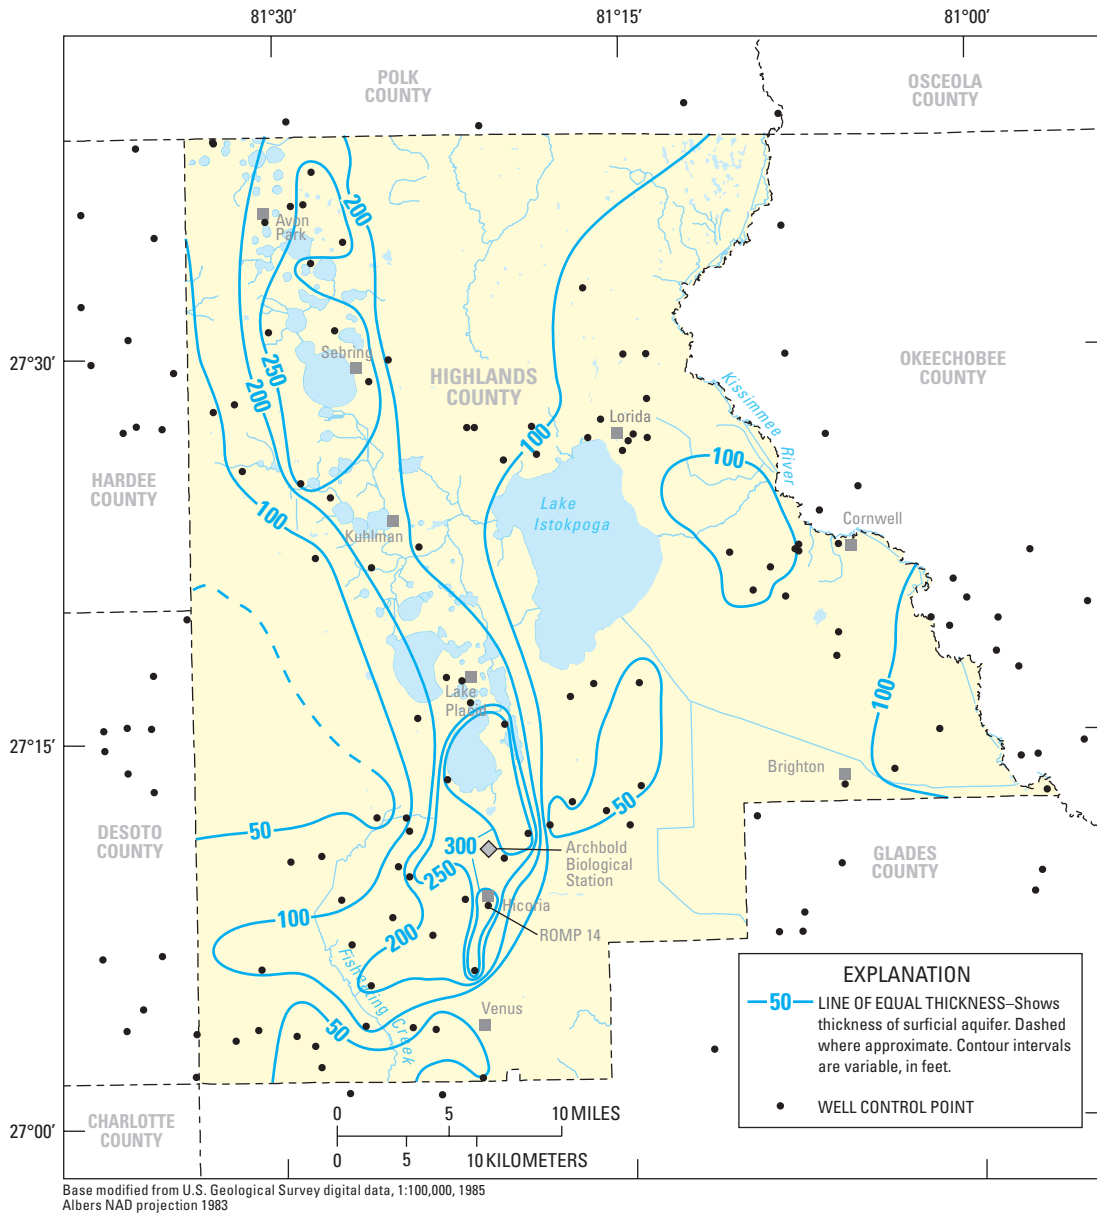 81°30'
81°15'
81°00'
POLK
COUNTY
OSCEOLA
COUNTY
200
Avon
Park
27°30'
Sebring
250
200
HIGHLANDS
COUNTY
OKEECHOBEE
COUNTY
Kissimmee River
Lorida
100
100
HARDEE
COUNTY
100
Lake
Istokpoga
Kuhlman
Cornwell
Lake
Placid
100
27°15'
Brighton
50
50
DESOTO
COUNTY
300
Archbold
Biological
Station
GLADES
COUNTY
250
Hicoria
100
200
ROMP 14
Fisheating Creek
50
Venus
EXPLANATION
50
LINE OF EQUAL THICKNESS–Shows
thickness of surficial aquifer. Dashed
where approximate. Contour intervals
are variable, in feet.
WELL CONTROL POINT
27°00'
CHARLOTTE
COUNTY
0 5 10 MILES
0 5 10 KILOMETERS
Base modified from U.S. Geological Survey digital data, 1:100,000, 1985
Albers NAD projection 1983